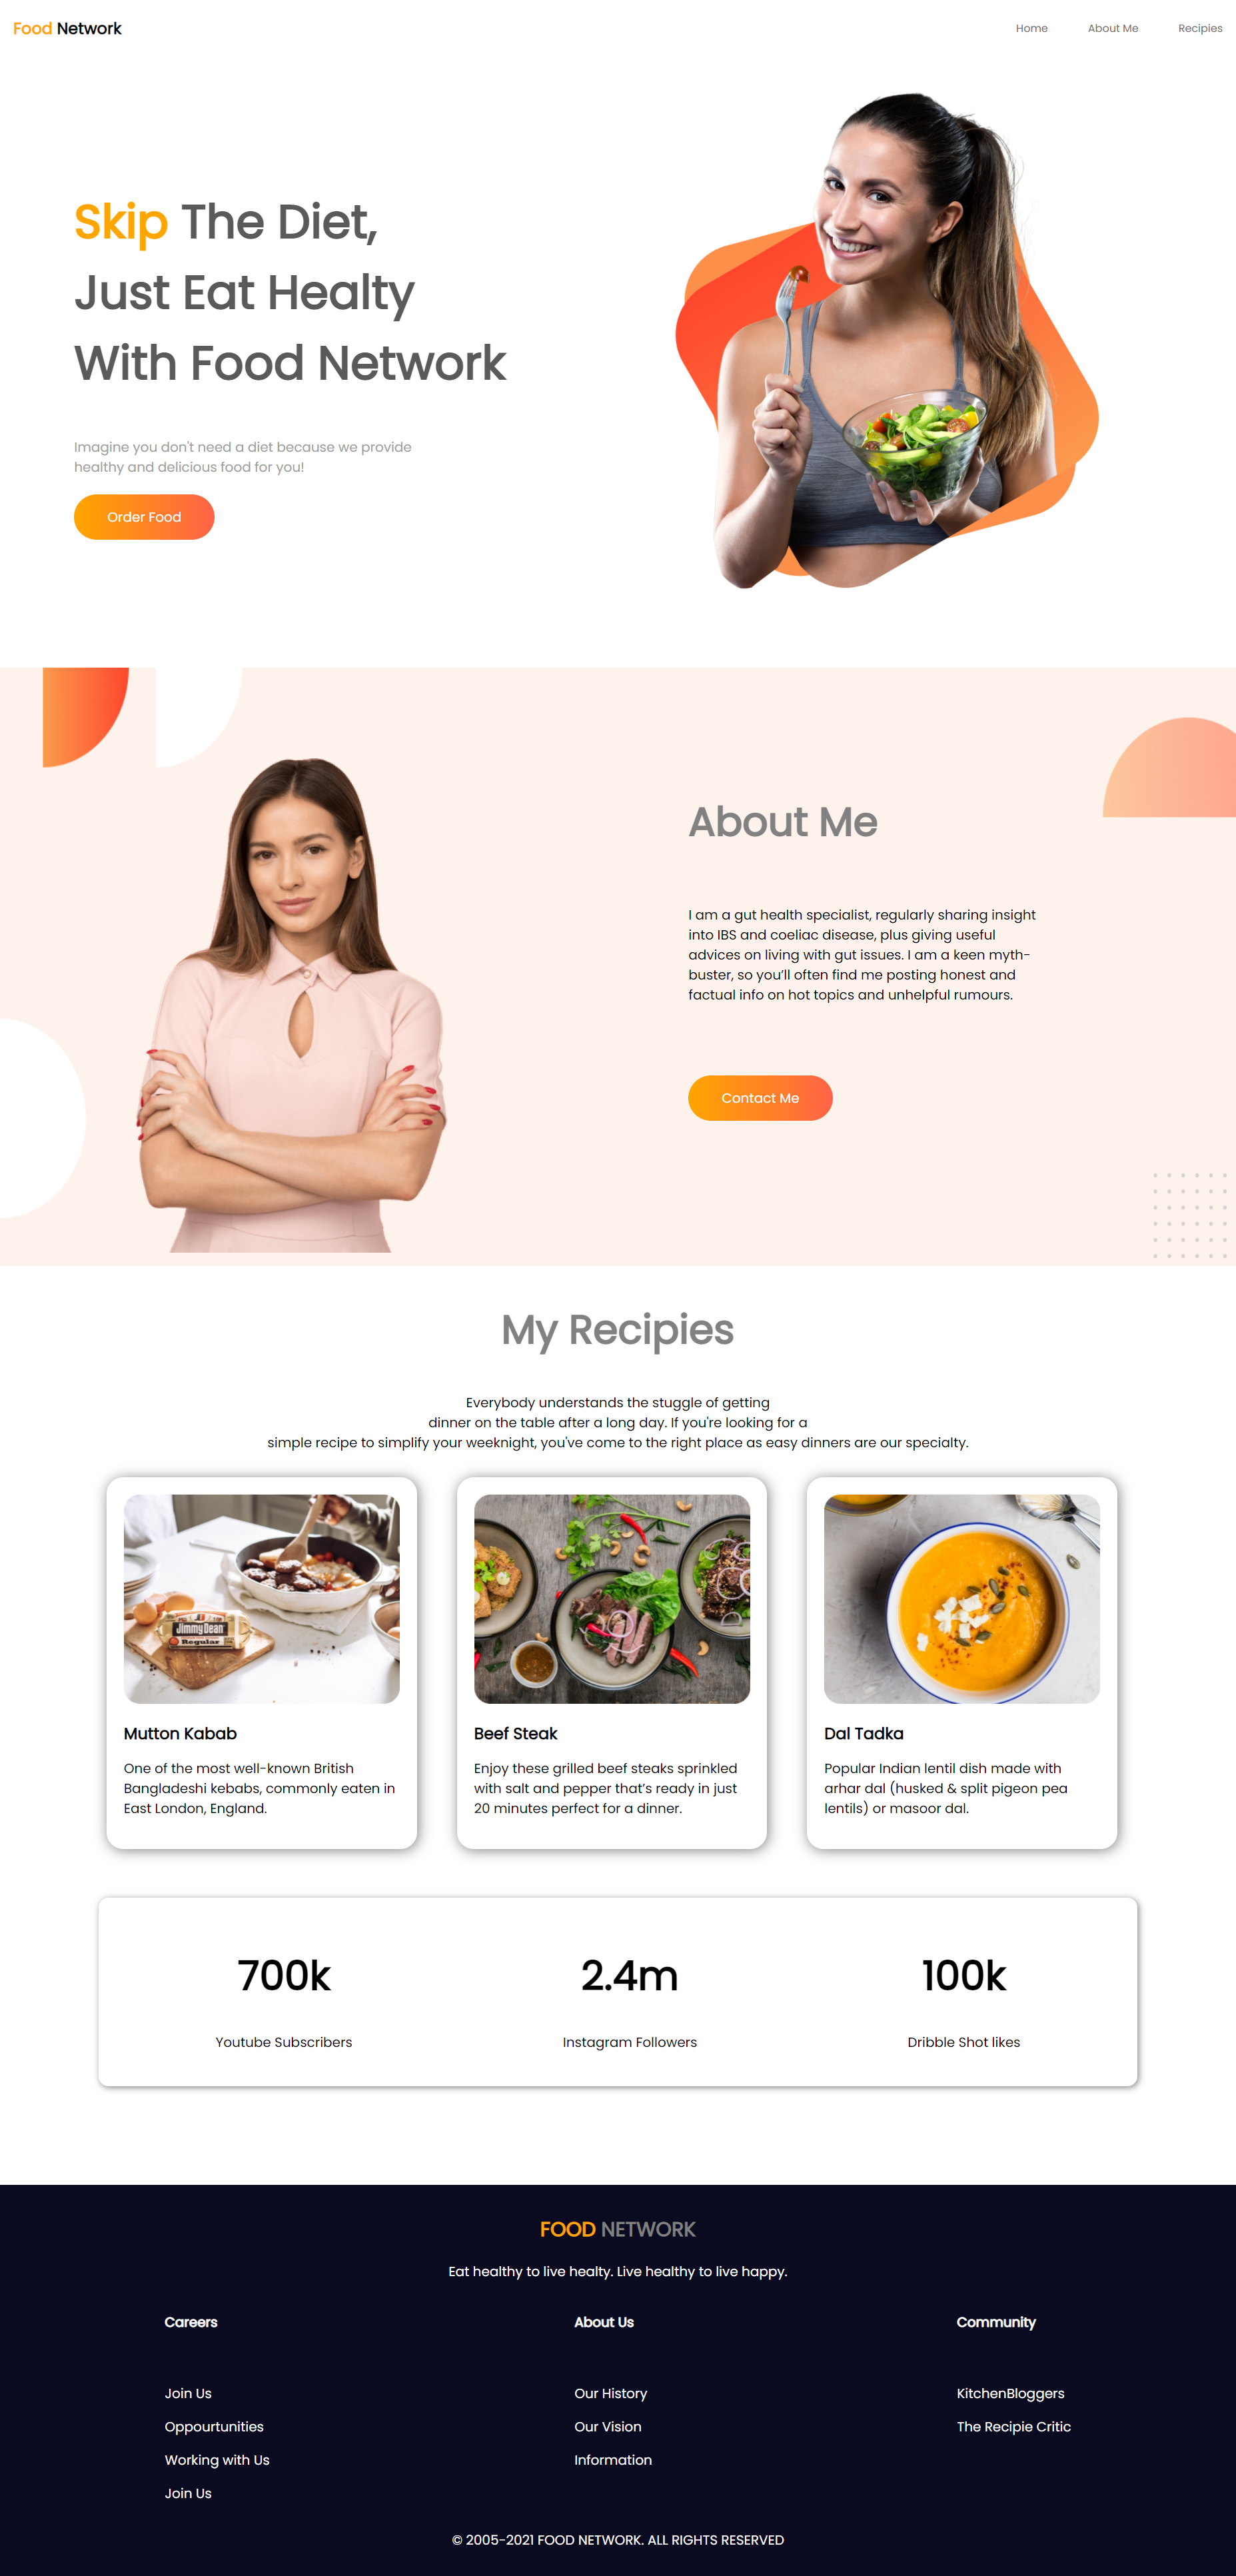 Food Network
Home
About Me
Recipies
Skip The Diet,
Just Eat Healty
With Food Network
Imagine you don't need a diet because we provide
healthy and delicious food for you!
Order Food
About Me
I am a gut health specialist, regularly sharing insight
into IBS and coeliac disease, plus giving useful
advices on living with gut issues. I am a keen myth-
buster, so you'll often find me posting honest and
factual info on hot topics and unhelpful rumours.
Contact Me
My Recipies
Everybody understands the stuggle of getting
dinner on the table after a long day. If you're looking for a
simple recipe to simplify your weeknight, you've come to the right place as easy dinners are our specialty.
Jimmy Dean
Regular
Mutton Kabab
One of the most well-known British
Bangladeshi kebabs, commonly eaten in
East London, England.
Beef Steak
Enjoy these grilled beef steaks sprinkled
with salt and pepper that's ready in just
20 minutes perfect for a dinner.
Dal Tadka
Popular Indian lentil dish made with
arhar dal (husked & split pigeon pea
lentils) or masoor dal.
700k
Youtube Subscribers
2.4m
Instagram Followers
100k
Dribble Shot likes
FOOD NETWORK
Eat healthy to live healty. Live healthy to live happy.
Careers
Join Us
Oppourtunities
Working with Us
Join Us
About Us
Our History
Our Vision
Information
Community
KitchenBloggers
The Recipie Critic
© 2005-2021 FOOD NETWORK. ALL RIGHTS RESERVED